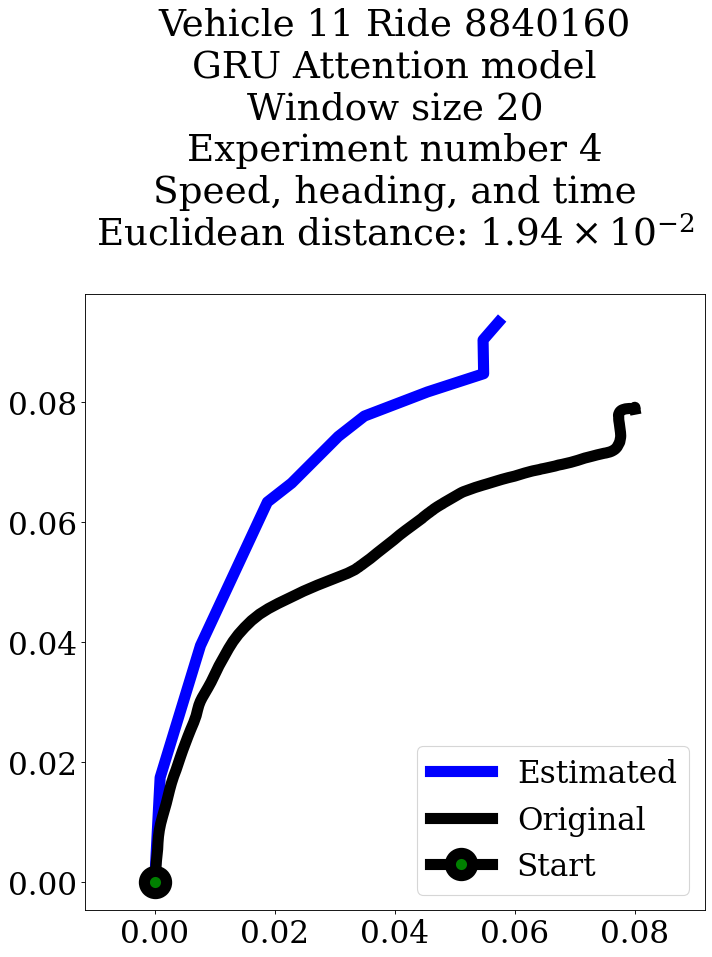 Vehicle 11 Ride 8840160
GRU Attention model
Window size 20
Experiment number 4
Speed, heading, and time
Euclidean distance: 1.94 × 10⁻²
0.08
0.06
0.04
0.02
0.00
Estimated
Original
Start
0.00 0.02 0.04 0.06 0.08